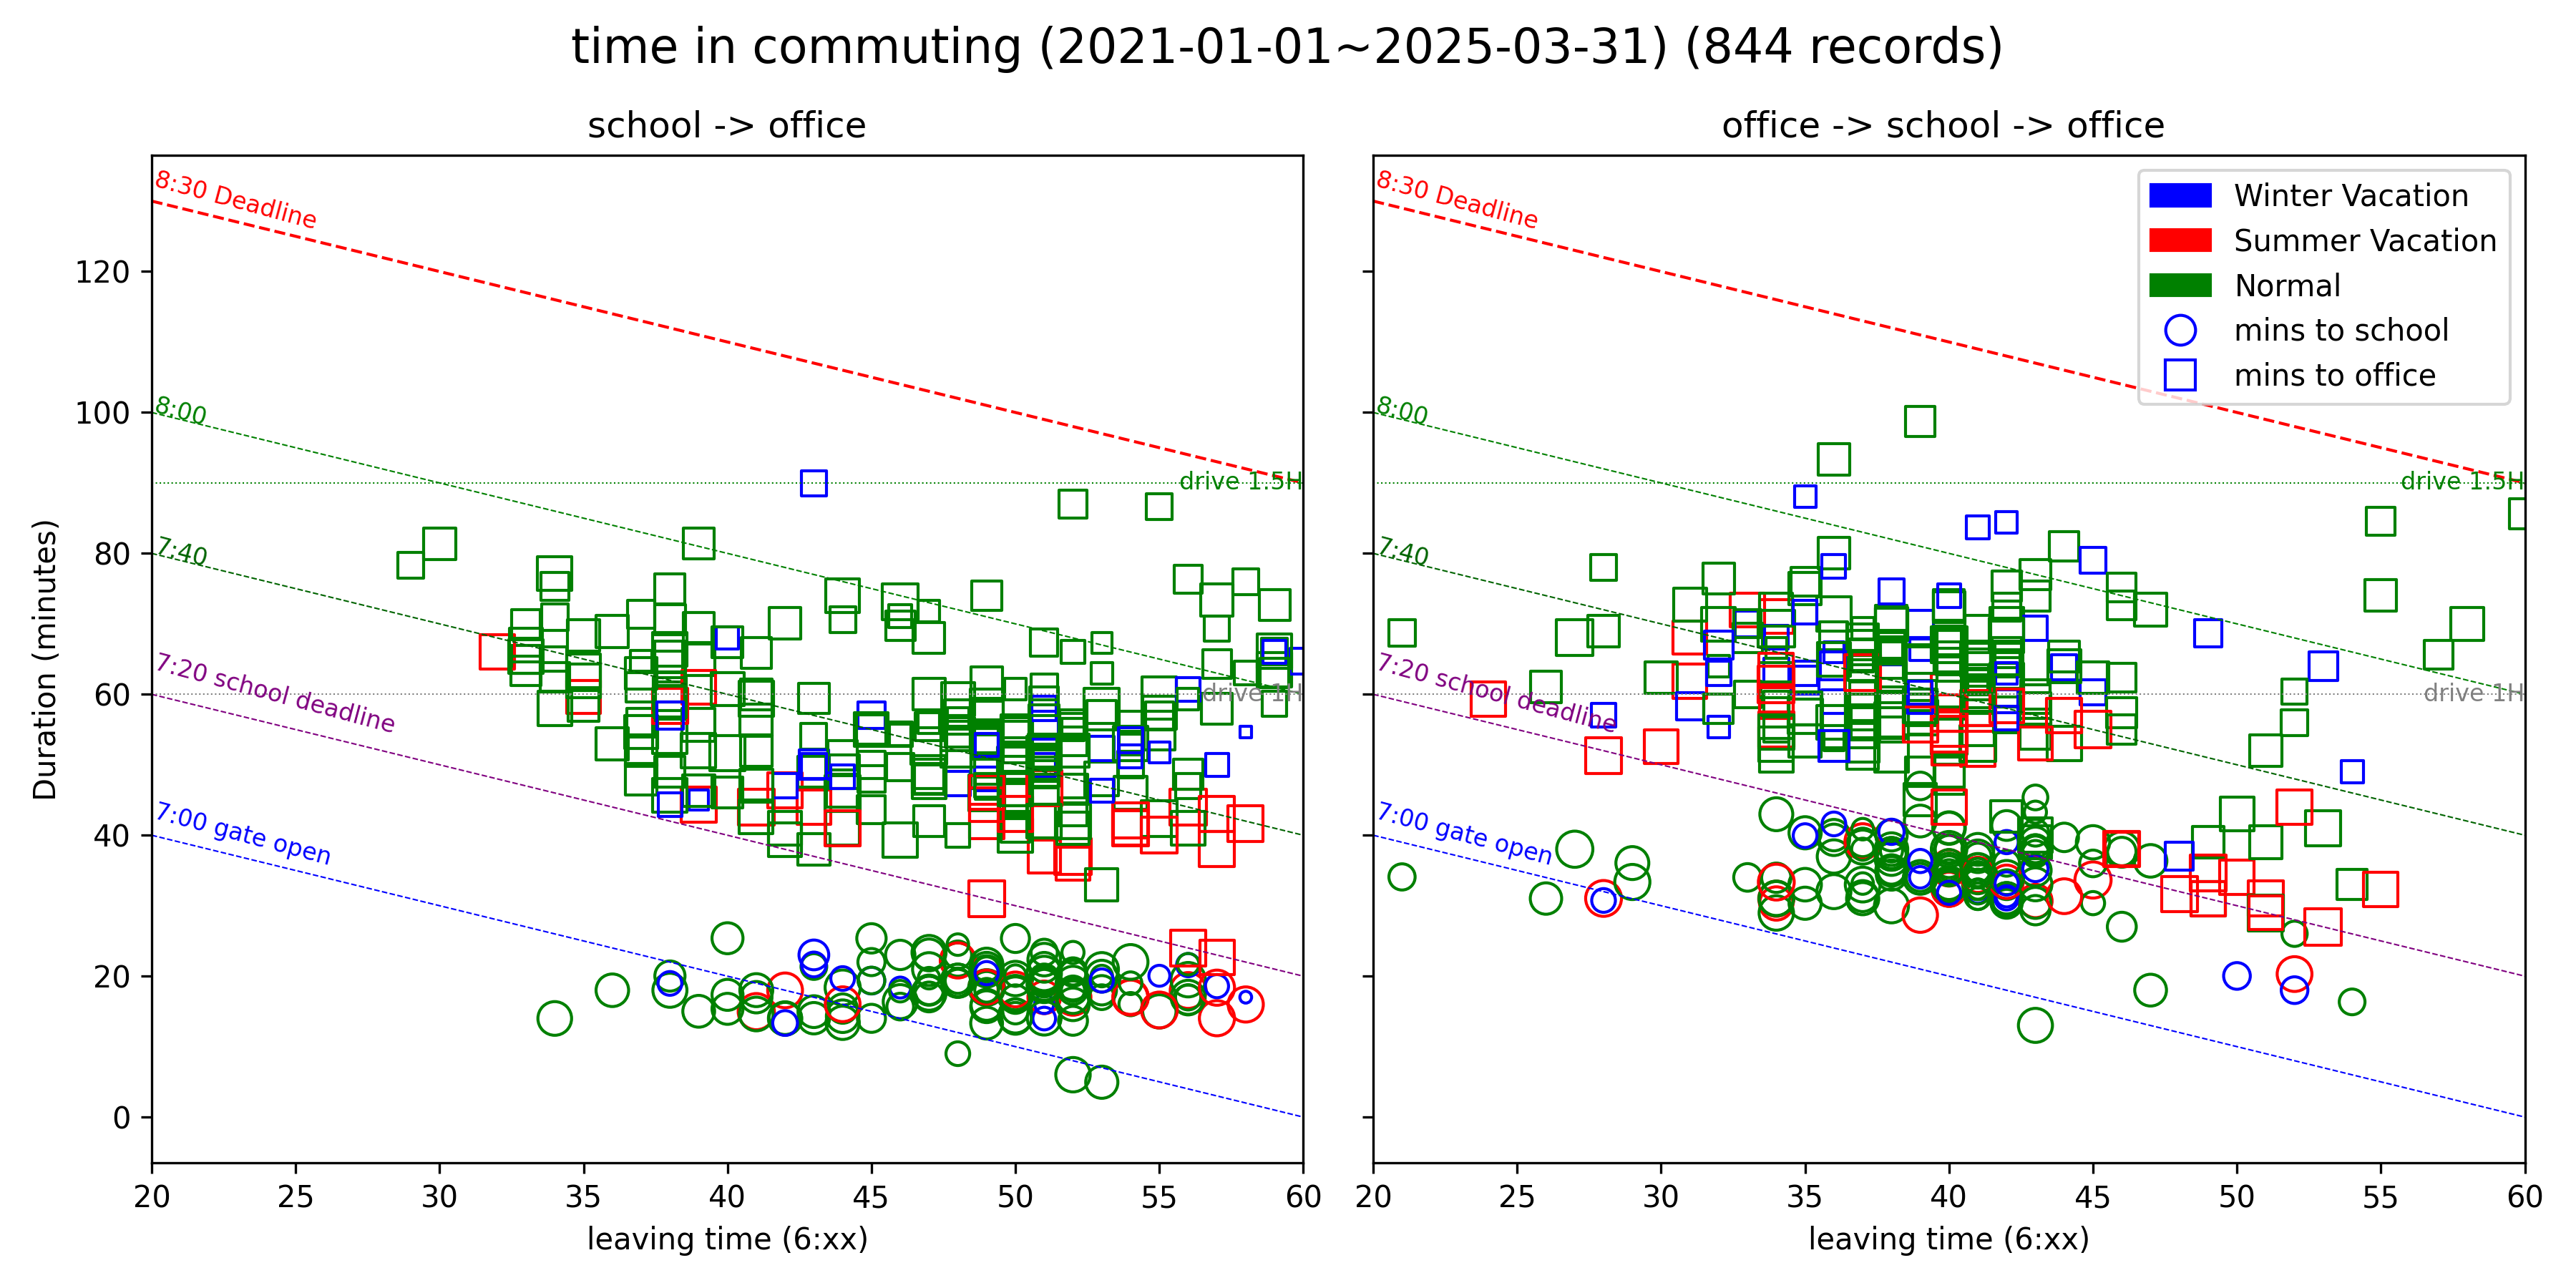 time in commuting (2021-01-01~2025-03-31) (844 records)
school -> office
office -> school -> office
Duration (minutes)
120
100
80
60
40
20
0
8:30 Deadline
8:00
7:40
7:20 school deadline
7:00 gate open
drive 1.5H
drive 1H
20 25 30 35 40 45 50 55 60
leaving time (6:xx)
8:30 Deadline
8:00
7:40
7:20 school deadline
7:00 gate open
drive 1.5H
drive 1H
Winter Vacation
Summer Vacation
Normal
mins to school
mins to office
20 25 30 35 40 45 50 55 60
leaving time (6:xx)